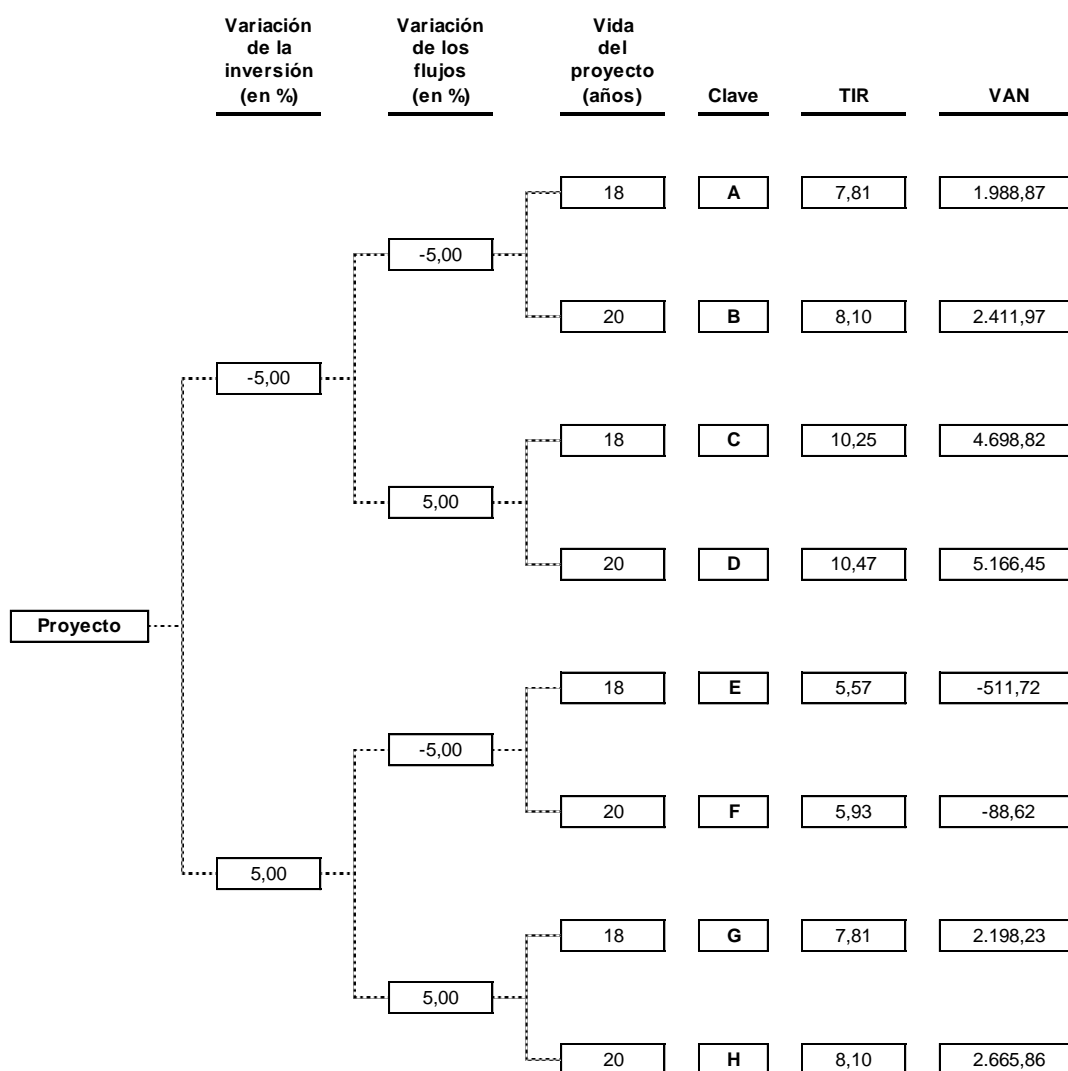 Variación
de la
inversión
(en %)
Variación
de los
flujos
(en %)
Vida
del
proyecto
(años)
Clave
TIR
VAN
18 A 7,81 1.988,87
-5,00
20 B 8,10 2.411,97
-5,00
18 C 10,25 4.698,82
5,00
20 D 10,47 5.166,45
Proyecto
18 E 5,57 -511,72
-5,00
20 F 5,93 -88,62
5,00
18 G 7,81 2.198,23
5,00
20 H 8,10 2.665,86